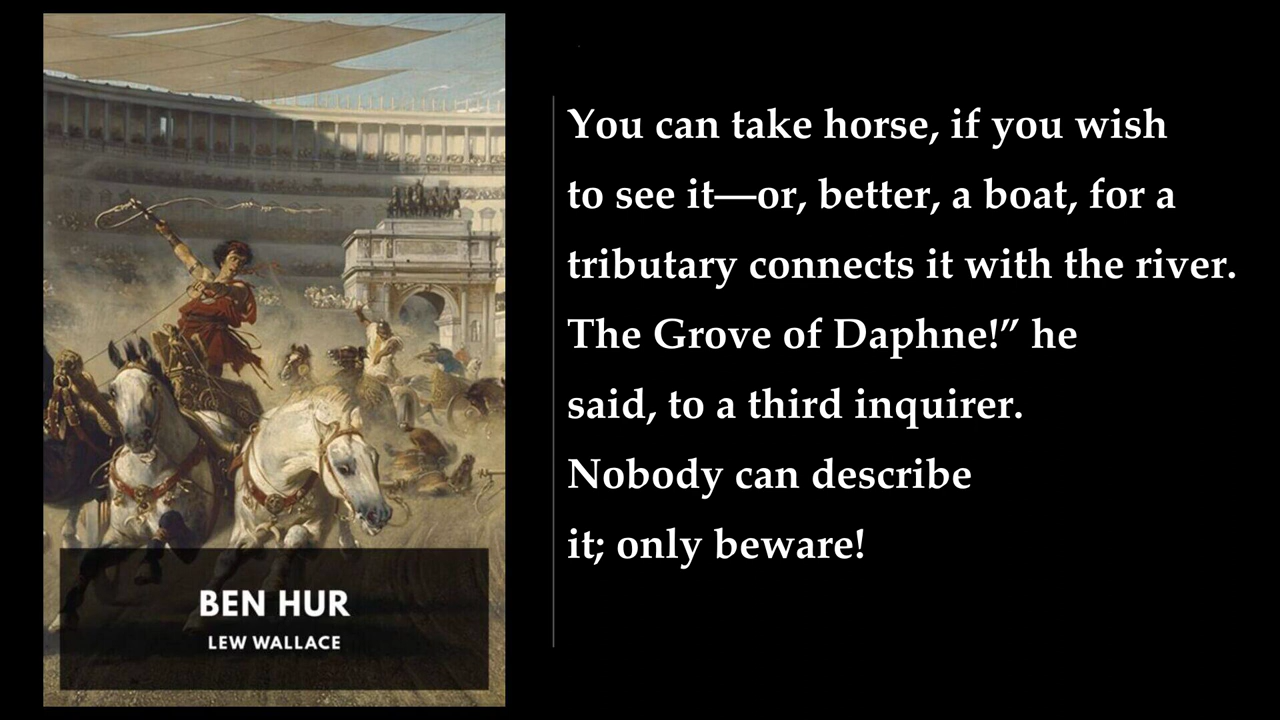 BEN HUR
LEW WALLACE
You can take horse, if you wish
to see it—or, better, a boat, for a
tributary connects it with the river.
The Grove of Daphne!” he
said, to a third inquirer.
Nobody can describe
it; only beware!